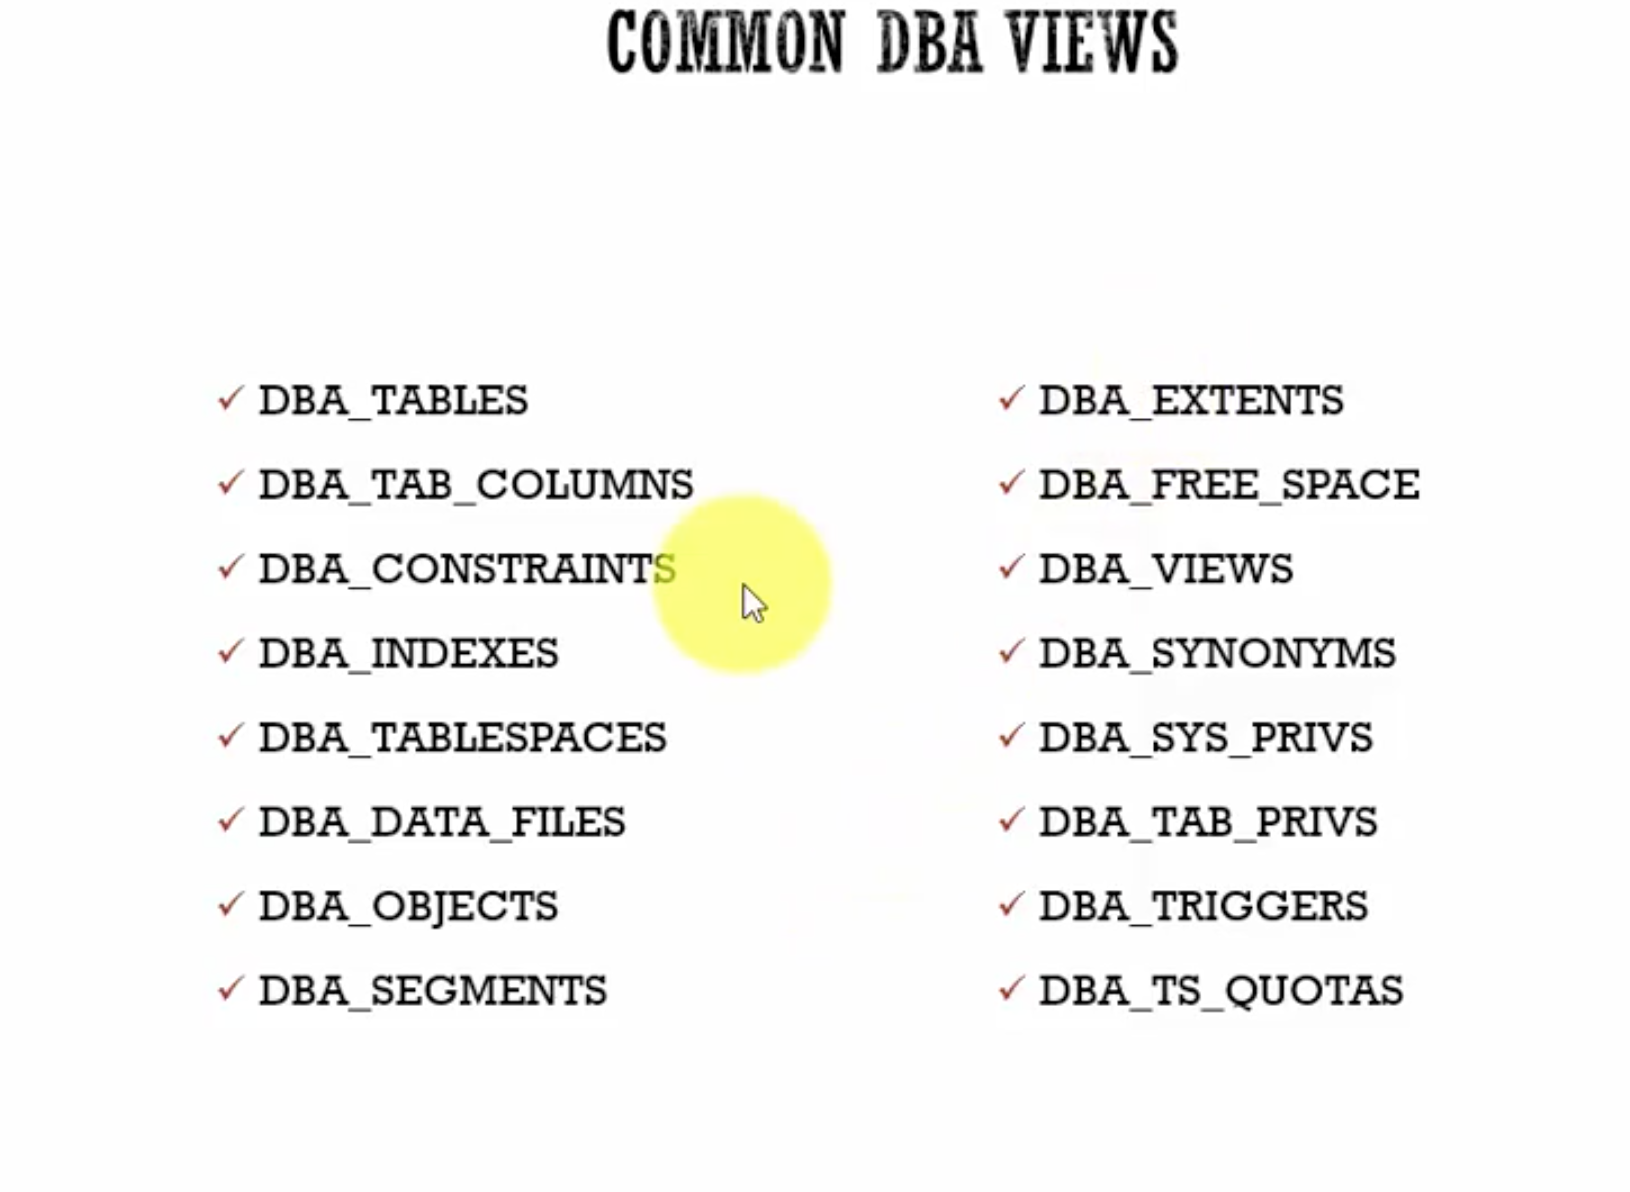 COMMON DBA VIEWS
DBA_TABLES
DBA_TAB_COLUMNS
DBA_CONSTRAINTS
DBA_INDEXES
DBA_TABLESPACES
DBA_DATA_FILES
DBA_OBJECTS
DBA_SEGMENTS
DBA_EXTENTS
DBA_FREE_SPACE
DBA_VIEWS
DBA_SYNONYMS
DBA_SYS_PRIVS
DBA_TAB_PRIVS
DBA_TRIGGERS
DBA_TS_QUOTAS